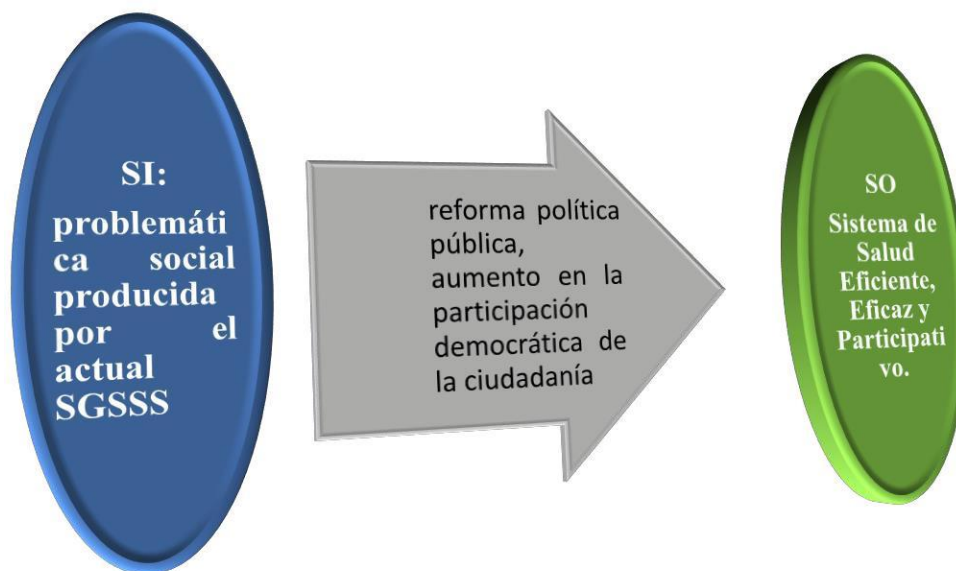 SI:
problemáti
ca social
producida
por el
actual
SGSSS
reforma política
pública,
aumento en la
participación
democrática de
la ciudadanía
SO
Sistema de
Salud
Eficiente,
Eficaz y
Participati
vo.